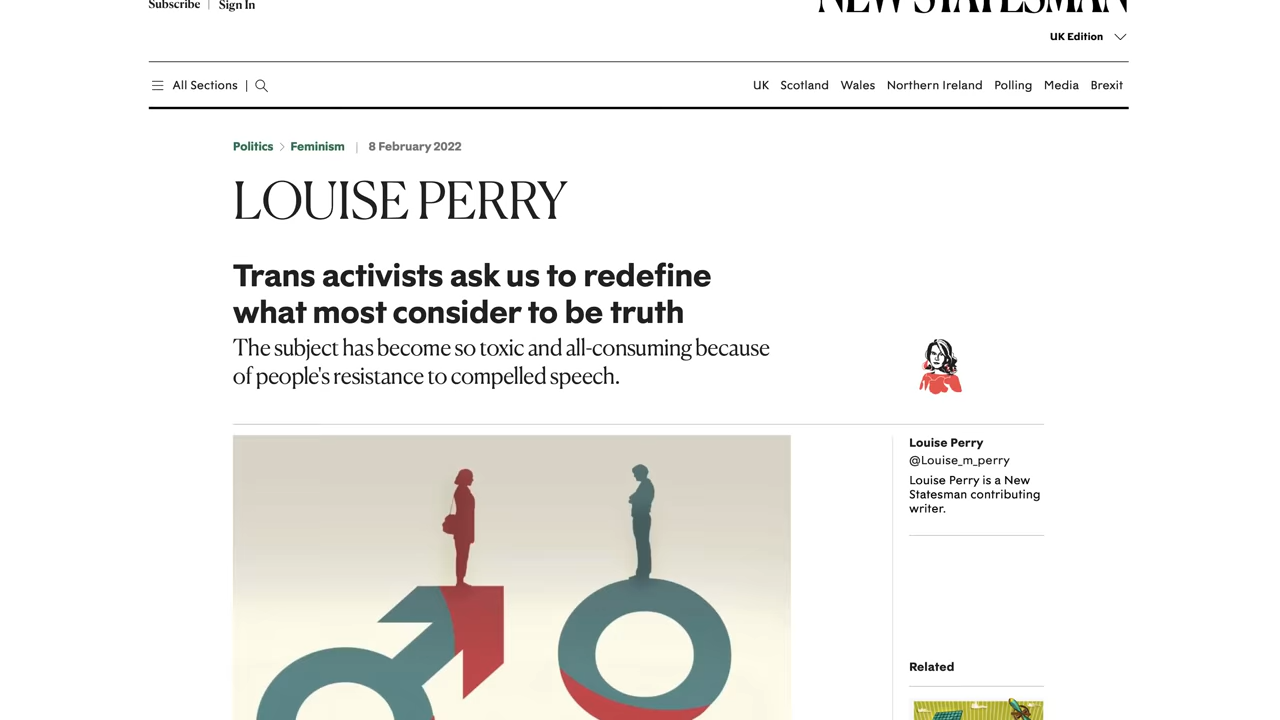 Subscribe | Sign In
NEW STATESMAN
UK Edition
All Sections |
UK Scotland Wales Northern Ireland Polling Media Brexit
Politics > Feminism | 8 February 2022
LOUISE PERRY
Trans activists ask us to redefine
what most consider to be truth
The subject has become so toxic and all-consuming because
of people's resistance to compelled speech.
Louise Perry
@Louise_m_perry
Louise Perry is a New
Statesman contributing
writer.
Related